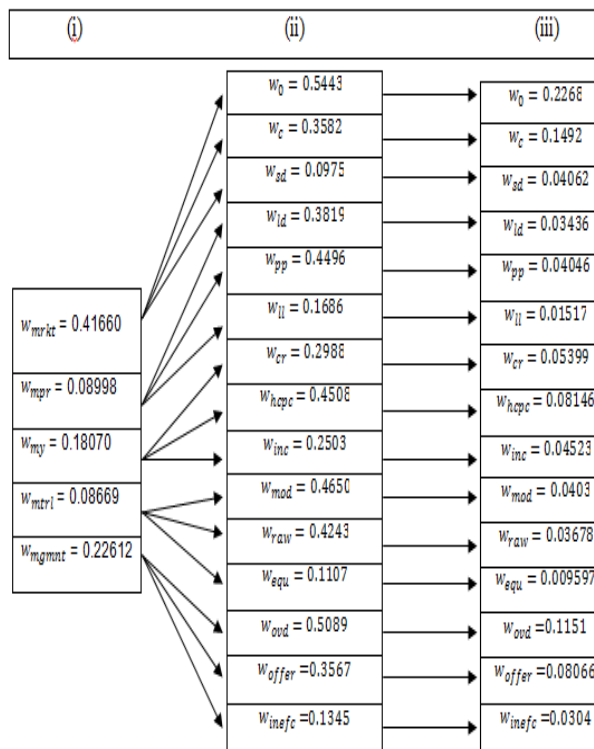 (i)
(ii)
(iii)
w_mrkt = 0.41660
w_mpr = 0.08998
w_my = 0.18070
w_mtrl = 0.08669
w_mgmnt = 0.22612
w_0 = 0.5443
w_c = 0.3582
w_sd = 0.0975
w_ld = 0.3819
w_pp = 0.4496
w_ll = 0.1686
w_cr = 0.2988
w_hcpc = 0.4508
w_inc = 0.2503
w_mod = 0.4650
w_raw = 0.4243
w_equ = 0.1107
w_ovd = 0.5089
w_offer = 0.3567
w_inefc =0.1345
w_0 = 0.2268
w_c = 0.1492
w_sd = 0.04062
w_ld = 0.03436
w_pp = 0.04046
w_ll = 0.01517
w_cr = 0.05399
w_hcpc = 0.08146
w_inc = 0.04523
w_mod = 0.0403
w_raw = 0.03678
w_equ = 0.009597
w_ovd =0.1151
w_offer = 0.08066
w_inefc =0.0304